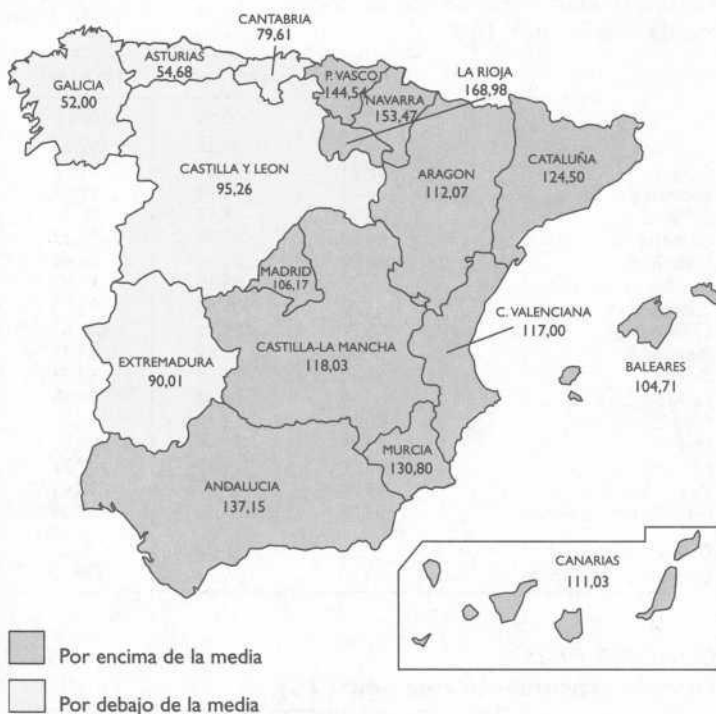 CANTABRIA
79,61
ASTURIAS
54,68
GALICIA
52,00
P. VASCO
144,54
NAVARRA
153,47
LA RIOJA
168,98
CASTILLA Y LEON
95,26
ARAGON
112,07
CATALUÑA
124,50
MADRID
106,17
C. VALENCIANA
117,00
EXTREMADURA
90,01
CASTILLA-LA MANCHA
118,03
BALEARES
104,71
MURCIA
130,80
ANDALUCIA
137,15
CANARIAS
111,03
Por encima de la media
Por debajo de la media